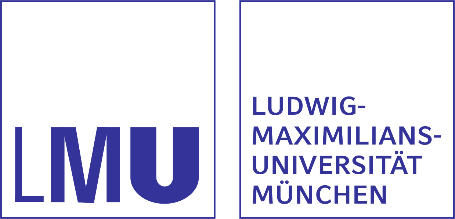 LMU
LUDWIG-
MAXIMILIANS-
UNIVERSITÄT
MÜNCHEN